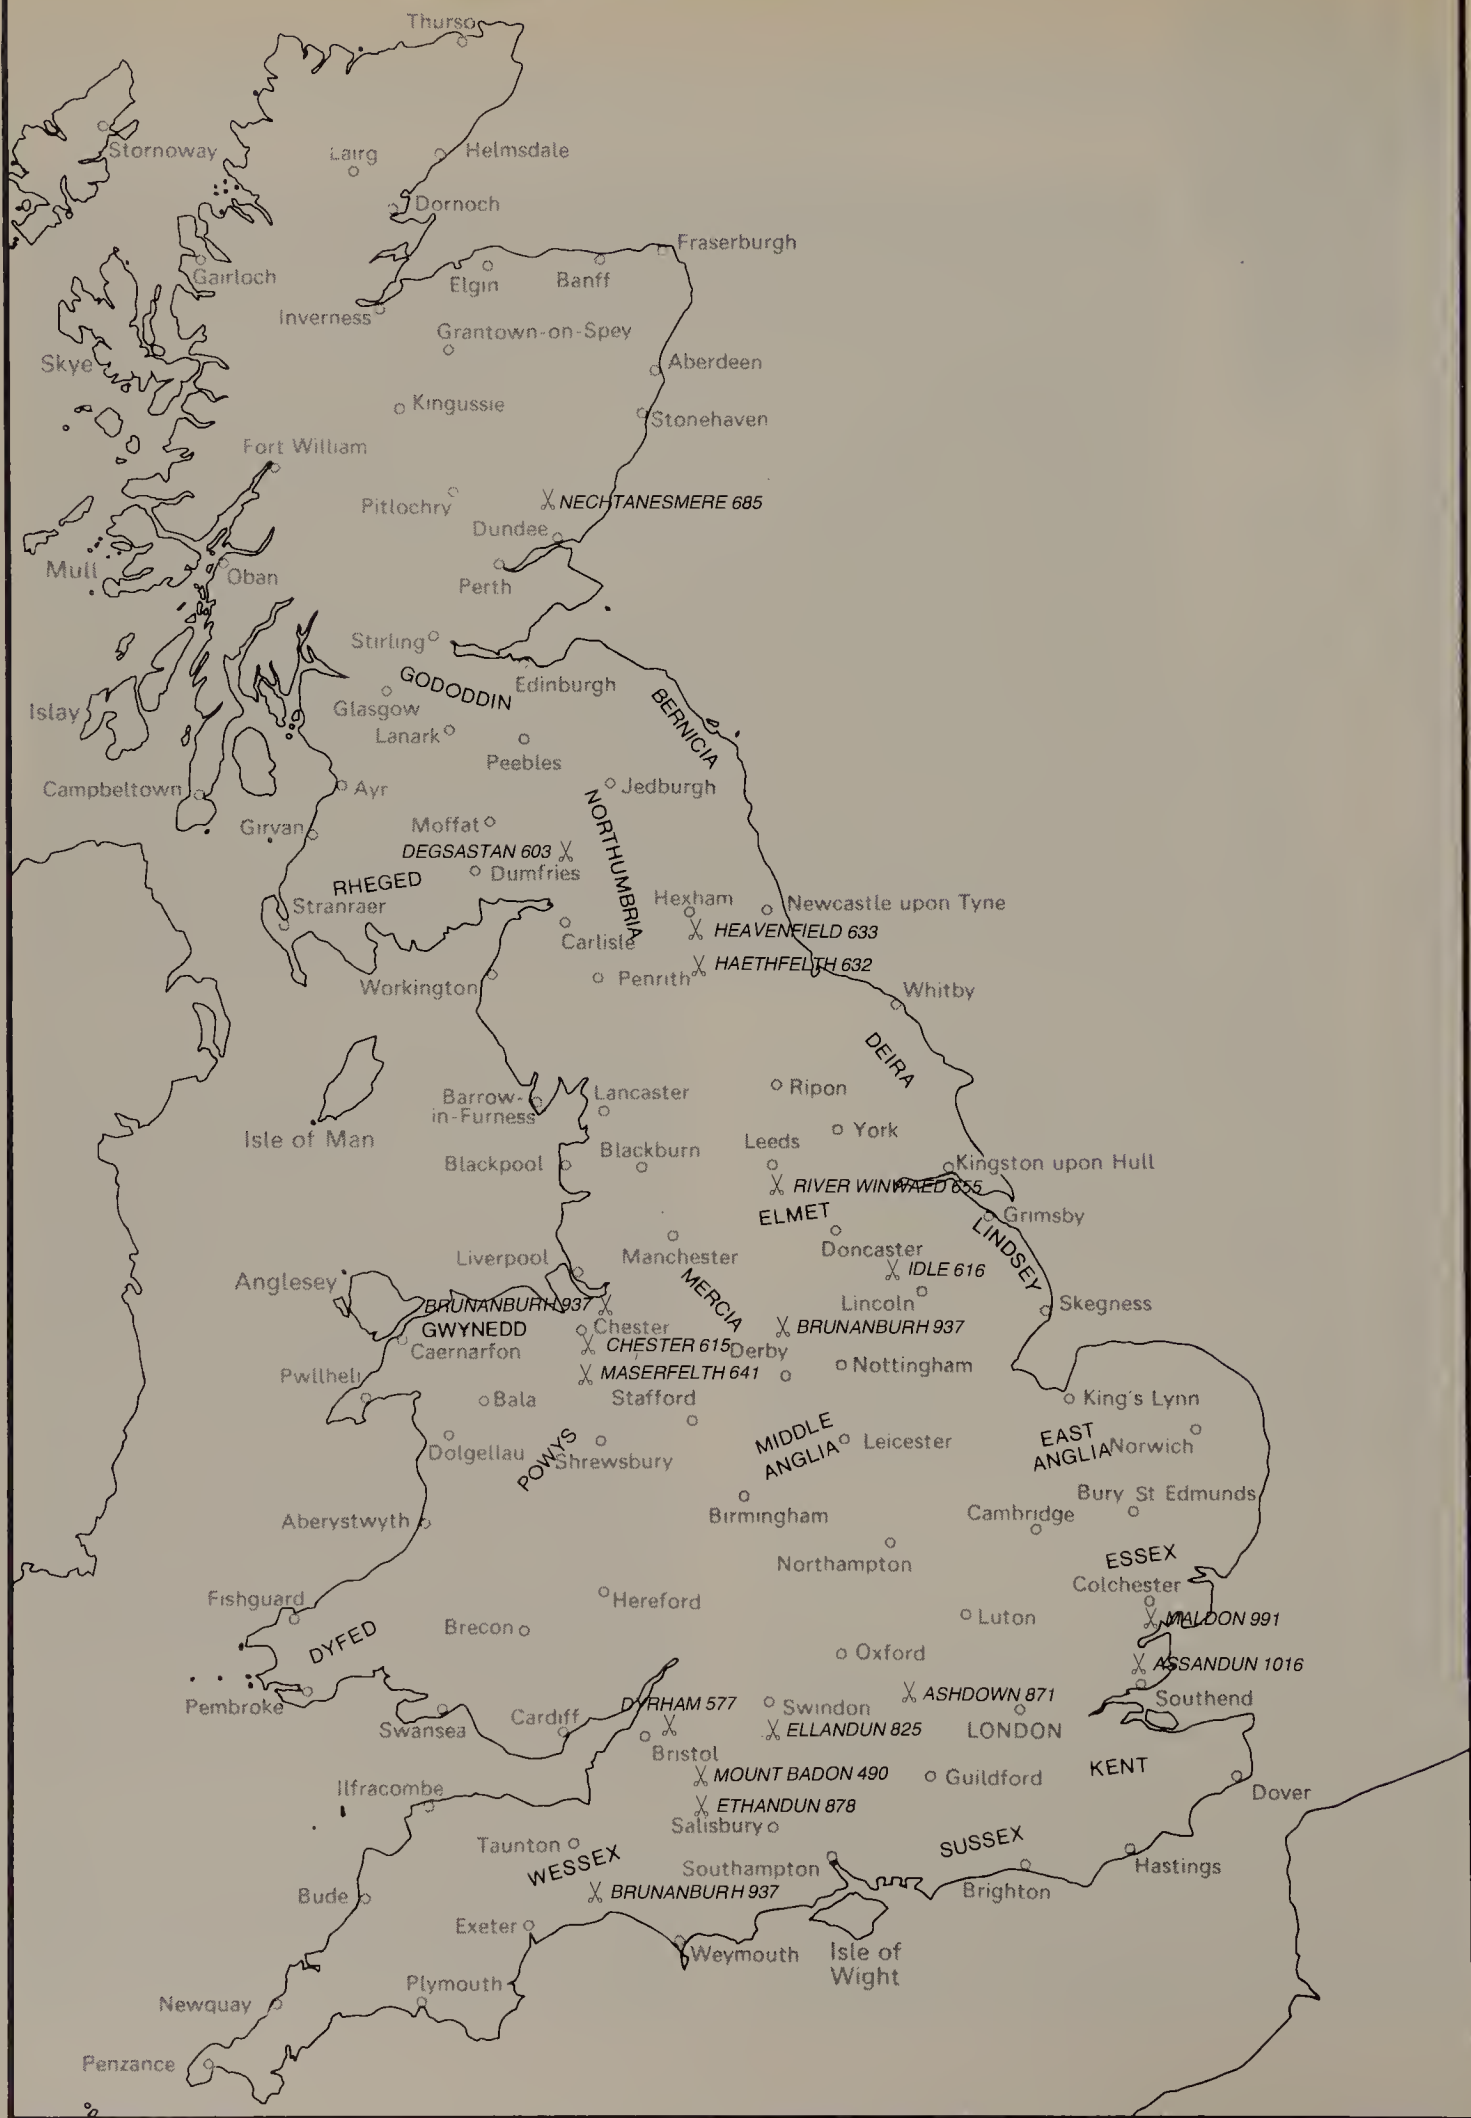 Thurso
Stornoway
Lairg
Helmsdale
Dornoch
Fraserburgh
Gairloch
Elgin
Banff
Inverness
Grantown-on-Spey
Skye
Aberdeen
Kingussie
Stonehaven
Fort William
Pitlochry
NECHTANESMERE 685
Dundee
Mull
Oban
Perth
Stirling
GODODDIN
Edinburgh
BERNICIA
Islay
Glasgow
Lanark
Peebles
Campbeltown
Ayr
Jedburgh
Girvan
Moffat
NORTHUMBRIA
DEGSASTAN 603
RHEGED
Dumfries
Stranraer
Hexham
Newcastle upon Tyne
HEAVENFIELD 633
Carlisle
HAETHFELTH 632
Penrith
Workington
Whitby
DEIRA
Ripon
Barrow-
in-Furness
Lancaster
Isle of Man
York
Leeds
Blackburn
Blackpool
Kingston upon Hull
RIVER WINWAED 655
ELMET
Grimsby
LINDSEY
Doncaster
Liverpool
Manchester
IDLE 616
Anglesey
MERCIA
BRUNANBURH 937
Lincoln
Skegness
GWYNEDD
Chester
BRUNANBURH 937
CHESTER 615
Derby
Caernarfon
Nottingham
MASERFELTH 641
Pwllheli
Bala
Stafford
King's Lynn
MIDDLE
ANGLIA
Leicester
EAST
ANGLIA
Norwich
Dolgellau
POWYS
Shrewsbury
Bury St Edmunds
Birmingham
Cambridge
Aberystwyth
Northampton
ESSEX
Colchester
Fishguard
Hereford
Luton
MALDON 991
Brecon
DYFED
Oxford
ASSANDUN 1016
Pembroke
DYRHAM 577
ASHDOWN 871
Southend
Swansea
Cardiff
Swindon
ELLANDUN 825
LONDON
Bristol
KENT
MOUNT BADON 490
Guildford
Ilfracombe
Dover
ETHANDUN 878
Salisbury
Taunton
WESSEX
SUSSEX
Southampton
Hastings
BRUNANBURH 937
Bude
Brighton
Exeter
Weymouth
Isle of
Wight
Plymouth
Newquay
Penzance